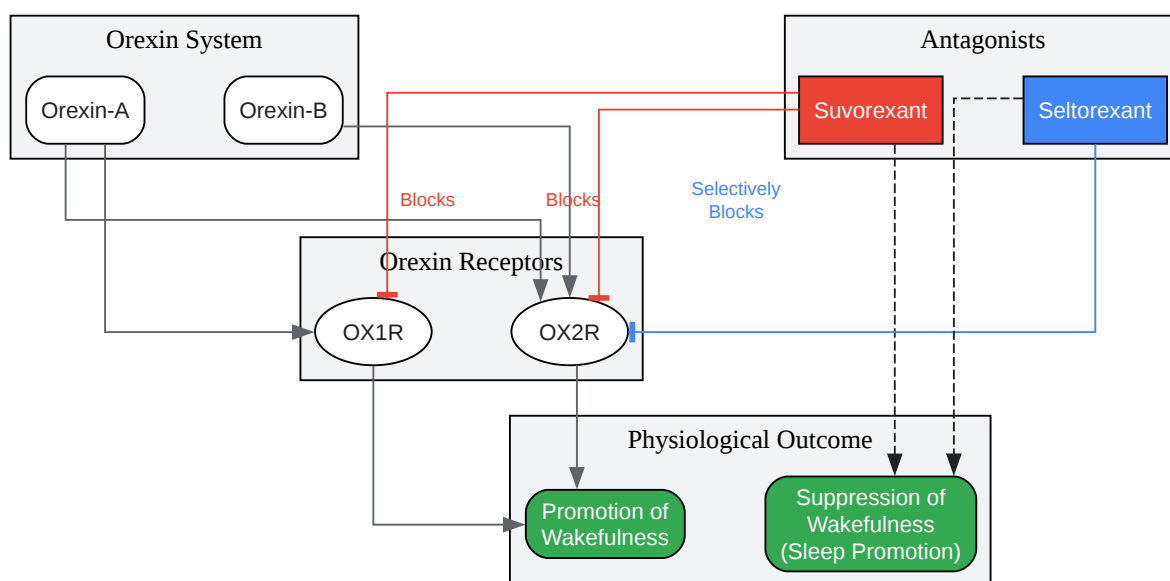 Orexin System
Antagonists
Orexin-A
Orexin-B
Suvorexant
Seltorexant
Blocks
Blocks
Selectively
Blocks
Orexin Receptors
OX1R
OX2R
Physiological Outcome
Promotion of
Wakefulness
Suppression of
Wakefulness
(Sleep Promotion)